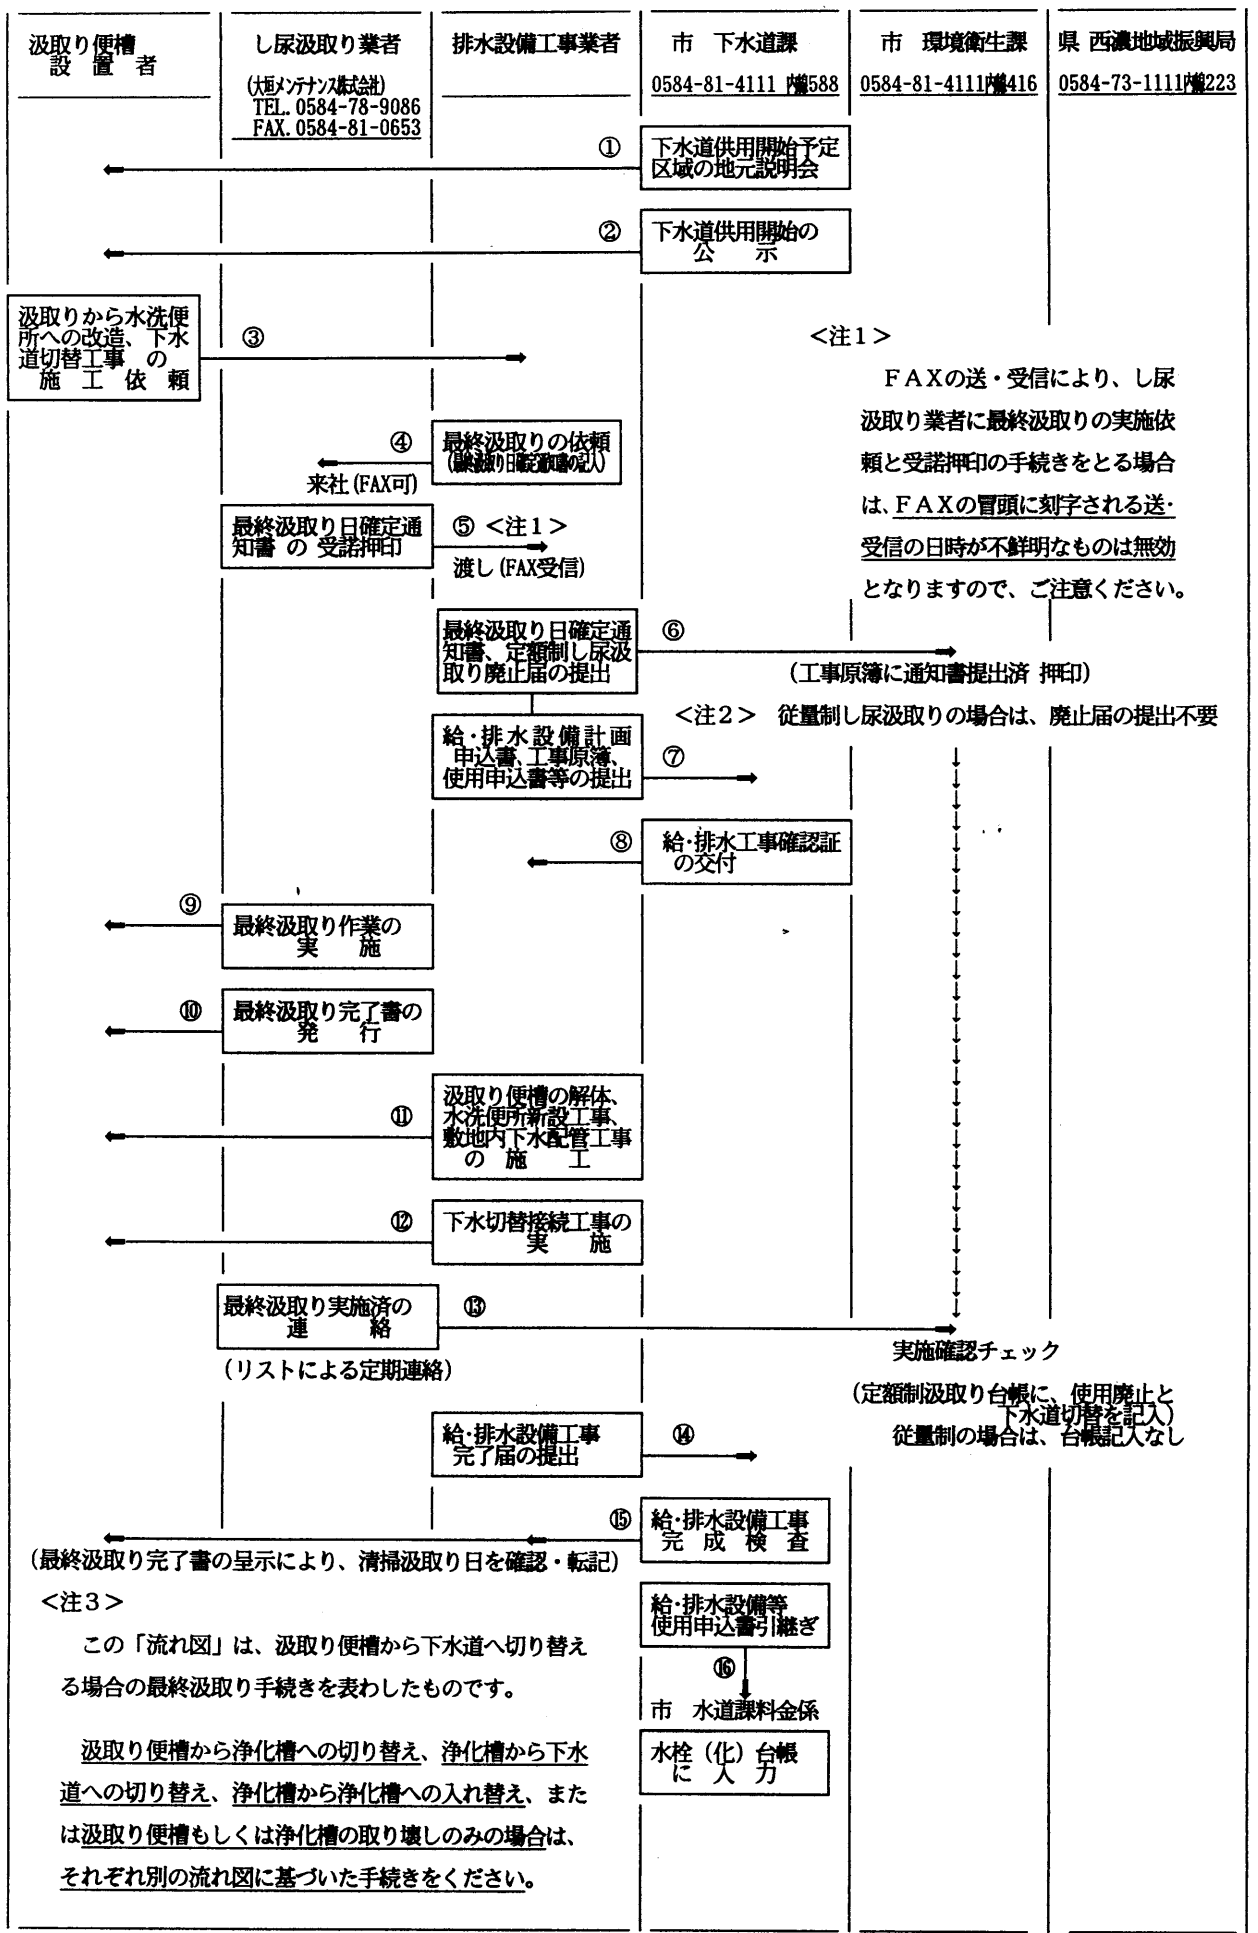 汲取り便槽
設 置 者
し尿汲取り業者
(大垣メンテナンス株式会社)
TEL. 0584-78-9086
FAX. 0584-81-0653
排水設備工事業者
市 下水道課
0584-81-4111 内線588
市 環境衛生課
0584-81-4111内線416
県 西濃地域振興局
0584-73-1111内線223
①
下水道供用開始予定
区域の地元説明会
②
下水道供用開始の
公 示
汲取りから水洗便
所への改造、下水
道切替工事 の
施 工 依 頼
③
<注1>
FAXの送・受信により、し尿
汲取り業者に最終汲取りの実施依
頼と受諾押印の手続きをとる場合
は、FAXの冒頭に刻字される送・
受信の日時が不鮮明なものは無効
となりますので、ご注意ください。
④
最終汲取りの依頼
(最終汲取り日確定通知書の記入)
来社(FAX可)
最終汲取り日確定通
知書 の 受諾押印
⑤ <注1>
渡し(FAX受信)
最終汲取り日確定通
知書、定額制し尿汲
取り廃止届の提出
⑥
(工事原簿に通知書提出済 押印)
<注2> 従量制し尿汲取りの場合は、廃止届の提出不要
給・排水設備計画
申込書、工事原簿、
使用申込書等の提出
⑦
⑧
給・排水工事確認証
の交付
⑨
最終汲取り作業の
実 施
⑩
最終汲取り完了書の
発 行
⑪
汲取り便槽の解体、
水洗便所新設工事、
敷地内下水配管工事
の 施 工
⑫
下水切替接続工事の
実 施
最終汲取り実施済の
連 絡
⑬
(リストによる定期連絡)
実施確認チェック
(定額制汲取り台帳に、使用廃止と
下水道切替を記入)
従量制の場合は、台帳記入なし
給・排水設備工事
完了届の提出
⑭
⑮
給・排水設備工事
完 成 検 査
(最終汲取り完了書の呈示により、清掃汲取り日を確認・転記)
<注3>
この「流れ図」は、汲取り便槽から下水道へ切り替え
る場合の最終汲取り手続きを表わしたものです。
汲取り便槽から浄化槽への切り替え、浄化槽から下水
道への切り替え、浄化槽から浄化槽への入れ替え、また
は汲取り便槽もしくは浄化槽の取り壊しのみの場合は、
それぞれ別の流れ図に基づいた手続きをください。
給・排水設備等
使用申込書引継ぎ
⑯
市 水道課料金係
水栓（化）台帳
に 入 力